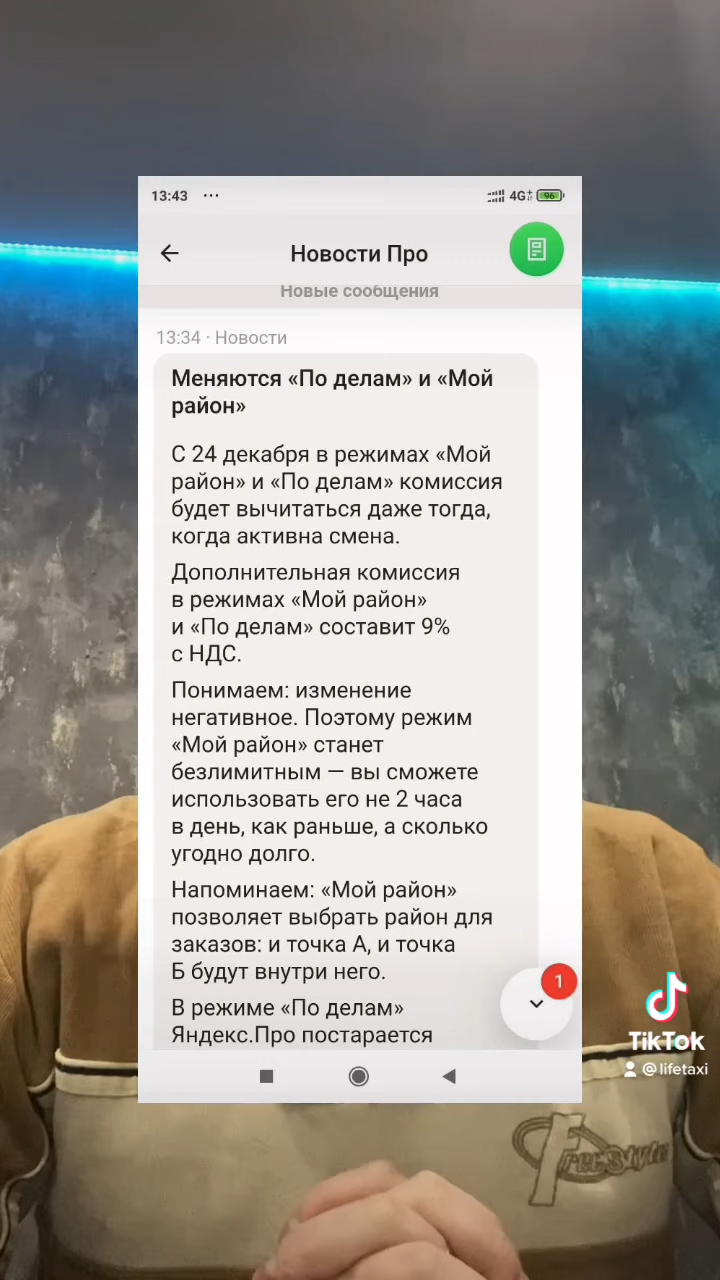 13:43 ...
4G+ 96
Новости Про
Новые сообщения
13:34 · Новости
Меняются «По делам» и «Мой
район»
С 24 декабря в режимах «Мой
район» и «По делам» комиссия
будет вычитаться даже тогда,
когда активна смена.
Дополнительная комиссия
в режимах «Мой район»
и «По делам» составит 9%
с НДС.
Понимаем: изменение
негативное. Поэтому режим
«Мой район» станет
безлимитным — вы сможете
использовать его не 2 часа
в день, как раньше, а сколько
угодно долго.
Напоминаем: «Мой район»
позволяет выбрать район для
заказов: и точка А, и точка
Б будут внутри него.
1
В режиме «По делам»
Яндекс.Про постарается
TikTok
@lifetaxi
Freestyle